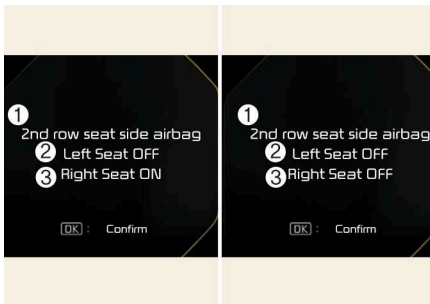 ①
2nd row seat side airbag
② Left Seat OFF
③ Right Seat ON
OK : Confirm
①
2nd row seat side airbag
② Left Seat OFF
③ Right Seat OFF
OK : Confirm